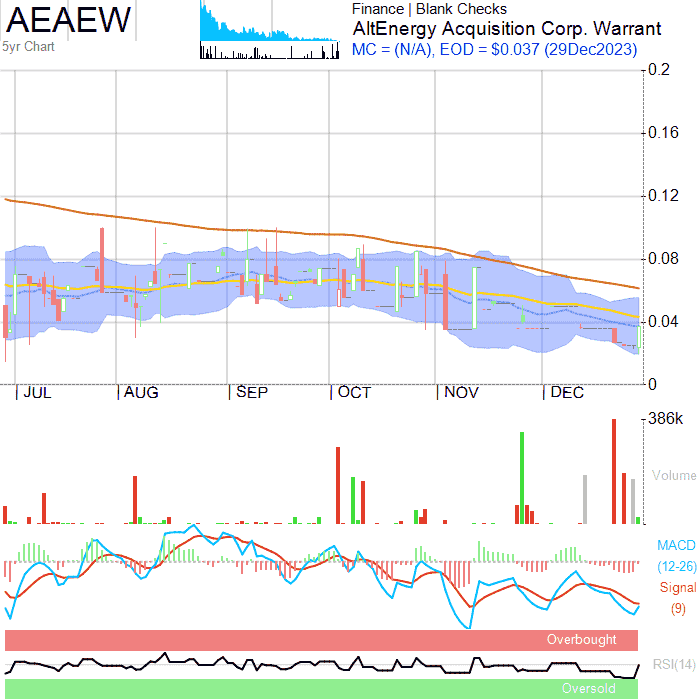 AEAEW
5yr Chart
Finance | Blank Checks
AltEnergy Acquisition Corp. Warrant
MC = (N/A), EOD = $0.037 (29Dec2023)
0.2
0.16
0.12
0.08
0.04
0
JUL AUG SEP OCT NOV DEC
386k
Volume
MACD
(12-26)
Signal
(9)
Overbought
RSI(14)
Oversold